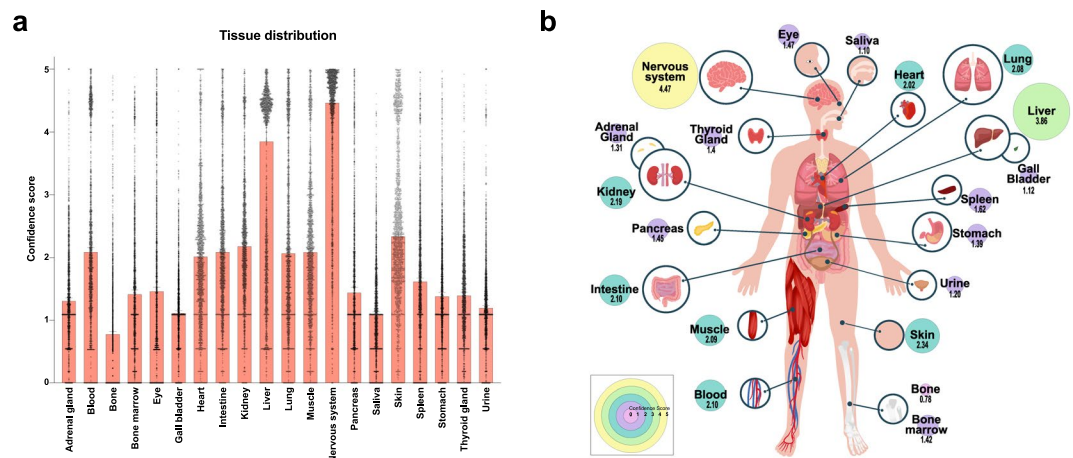 a
Tissue distribution
Confidence score
5
4
3
2
1
0
Adrenal gland
Blood
Bone
Bone marrow
Eye
Gall bladder
Heart
Intestine
Kidney
Liver
Lung
Muscle
Nervous system
Pancreas
Saliva
Skin
Spleen
Stomach
Thyroid gland
Urine
b
Nervous
system
4.47
Eye
1.47
Saliva
1.10
Heart
2.02
Lung
2.08
Liver
3.86
Adrenal
Gland
1.31
Thyroid
Gland
1.4
Gall
Bladder
1.12
Kidney
2.19
Spleen
1.62
Pancreas
1.45
Stomach
1.39
Intestine
2.10
Urine
1.20
Muscle
2.09
Skin
2.34
Blood
2.10
Bone
0.78
Bone
marrow
1.42
Confidence Score
0 1 2 3 4 5